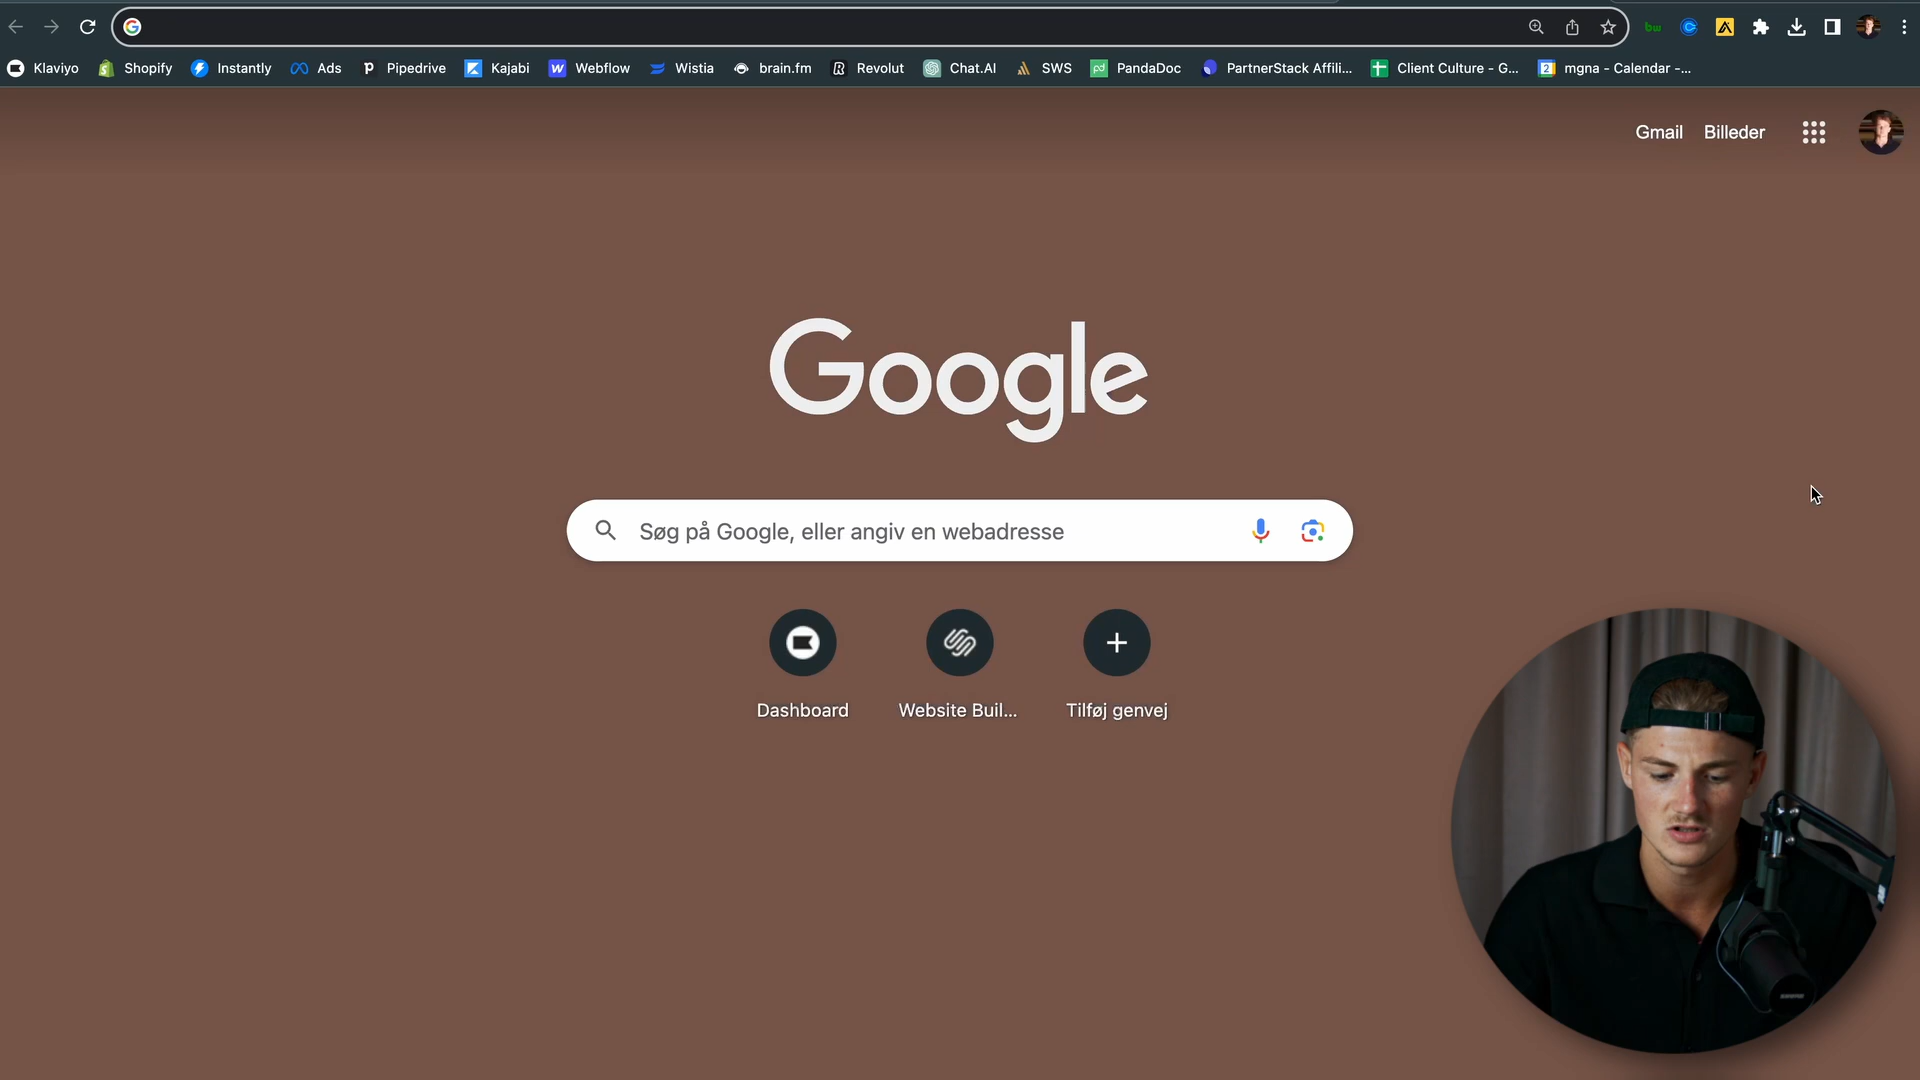 Klaviyo Shopify Instantly Ads Pipedrive Kajabi Webflow Wistia brain.fm Revolut Chat.AI SWS PandaDoc PartnerStack Affili... Client Culture - G... mgna - Calendar -...
Gmail Billeder
Google
Søg på Google, eller angiv en webadresse
Dashboard Website Buil... Tilføj genvej